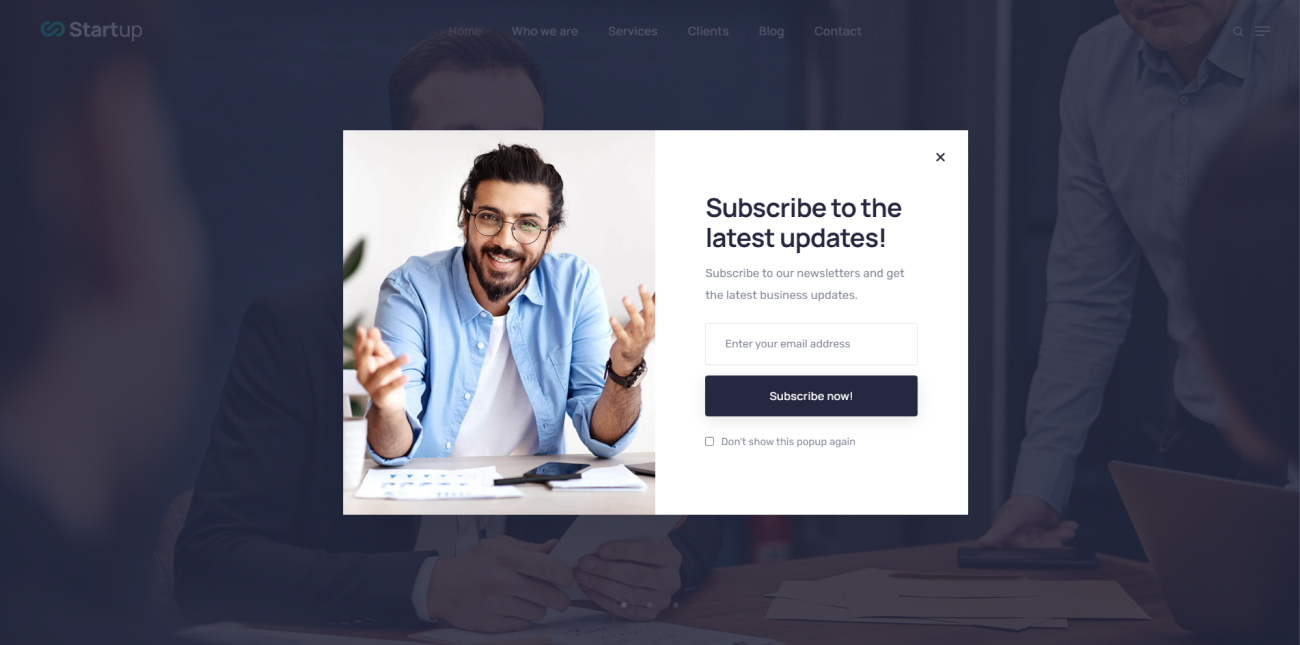 Startup
Home Who we are Services Clients Blog Contact
Subscribe to the
latest updates!
Subscribe to our newsletters and get
the latest business updates.
Enter your email address
Subscribe now!
Don't show this popup again